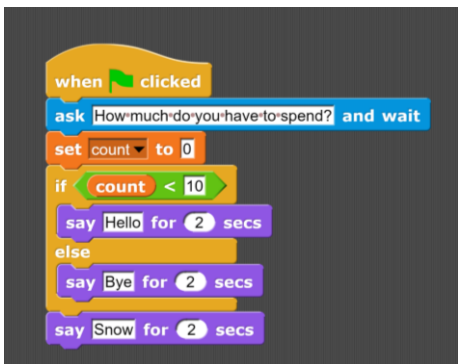 when clicked
ask How much do you have to spend? and wait
set count to 0
if count < 10
say Hello for 2 secs
else
say Bye for 2 secs
say Snow for 2 secs